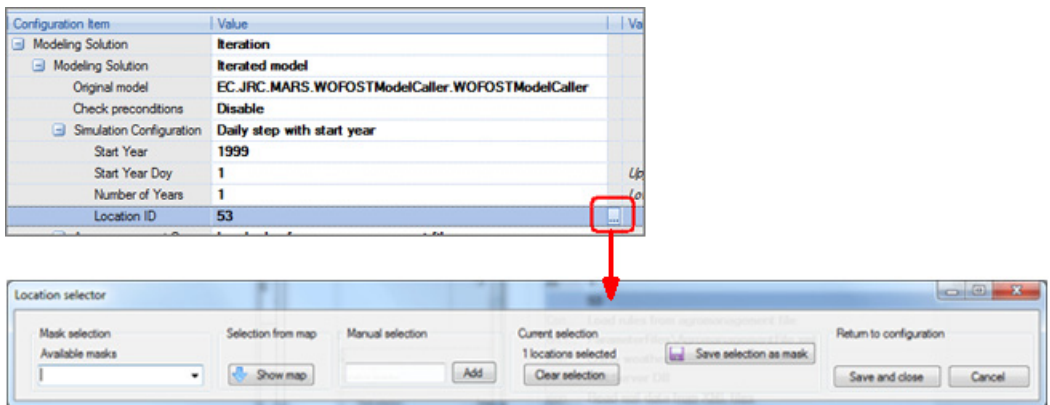 Configuration Item Value Va
Modeling Solution Iteration
Modeling Solution Iterated model
Original model EC.JRC.MARS.WOFOSTModelCaller.WOFOSTModelCaller
Check preconditions Disable
Simulation Configuration Daily step with start year
Start Year 1999
Start Year Doy 1 Up
Number of Years 1 Lo
Location ID 53 ...
Location selector
Mask selection Selection from map Manual selection Current selection Return to configuration
Available masks 1 locations selected Save selection as mask
Show map Add Clear selection Save and close Cancel